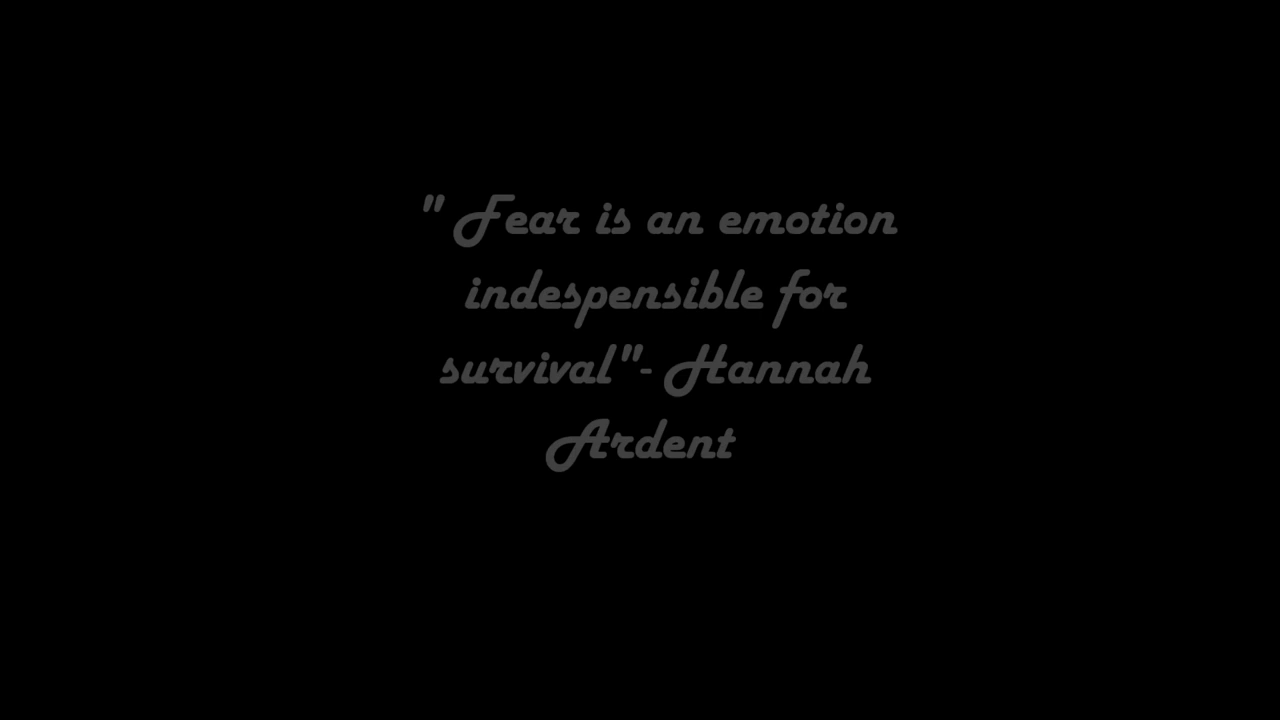 " Fear is an emotion
indespensible for
survival"- Hannah
Ardent